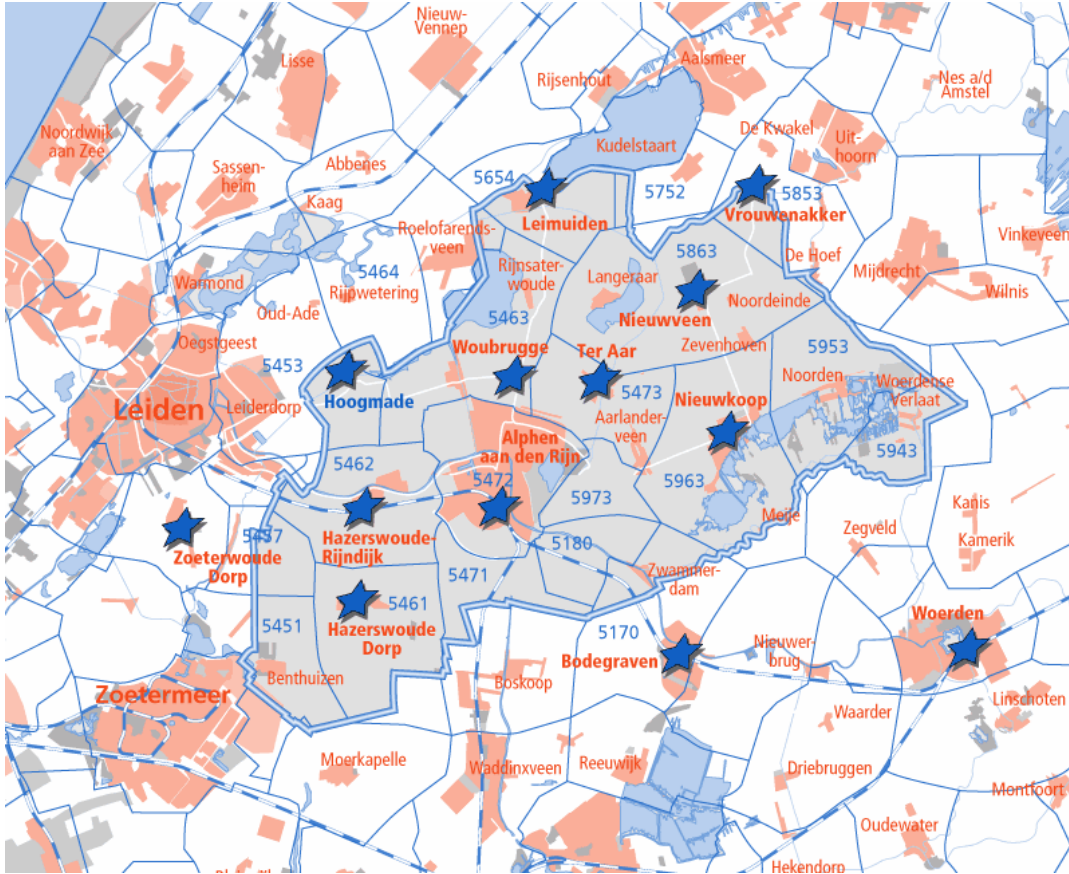 Nieuw-
Vennep
Lisse
Aalsmeer
Rijsenhout
Nes a/d
Amstel
Noordwijk
aan Zee
De Kwakel
Uit-
hoorn
Kudelstaart
Abbenes
Sassen-
heim
5654
5752
5853
Kaag
Leimuiden
Vrouwenakker
Roelofarends-
veen
Vinkeveen
5863
De Hoef
5464
Rijpwetering
Rijnsater-
woude
Langeraar
Mijdrecht
Warmond
Wilnis
Noordeinde
Oud-Ade
5463
Nieuwveen
Oegstgeest
Woubrugge
Ter Aar
Zevenhoven
5953
5453
Noorden
Woerdense
verlaat
Leiden
Leiderdorp
Hoogmade
5473
Nieuwkoop
Aarlander-
veen
Alphen
aan den Rijn
5943
5462
5472
5973
5963
Kanis
Meije
Zegveld
Kamerik
5457
Zoeterwoude
Dorp
Hazerswoude-
Rijndijk
5180
5471
Zwammer-
dam
5451
5461
Hazerswoude
Dorp
5170
Woerden
Bodegraven
Nieuwer-
brug
Benthuizen
Boskoop
Zoetermeer
Linschoten
Waarder
Moerkapelle
Waddinxveen
Reeuwijk
Driebruggen
Montfoort
Oudewater
Hekendorp